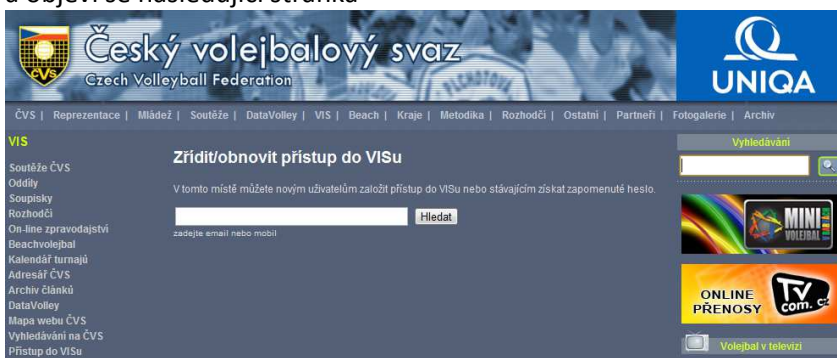 a objeví se následující stránka
Český volejbalový svaz
Czech Volleyball Federation
ČVS
UNIQA
ČVS | Reprezentace | Mládež | Soutěže | DataVolley | VIS | Beach | Kraje | Metodika | Rozhodčí | Ostatní | Partneři | Fotogalerie | Archiv
VIS
Soutěže ČVS
Oddíly
Soupisky
Rozhodčí
On-line zpravodajství
Beachvolejbal
Kalendář turnajů
Adresář ČVS
Archiv článků
DataVolley
Mapa webu ČVS
Vyhledávání na ČVS
Přístup do VISu
Zřídit/obnovit přístup do VISu
V tomto místě můžete novým uživatelům založit přístup do VISu nebo stávajícím získat zapomenuté heslo.
Hledat
zadejte email nebo mobil
Vyhledávání
MINI
VOLEJBAL
ONLINE
PŘENOSY
TV
com. cz
Volejbal v televizi